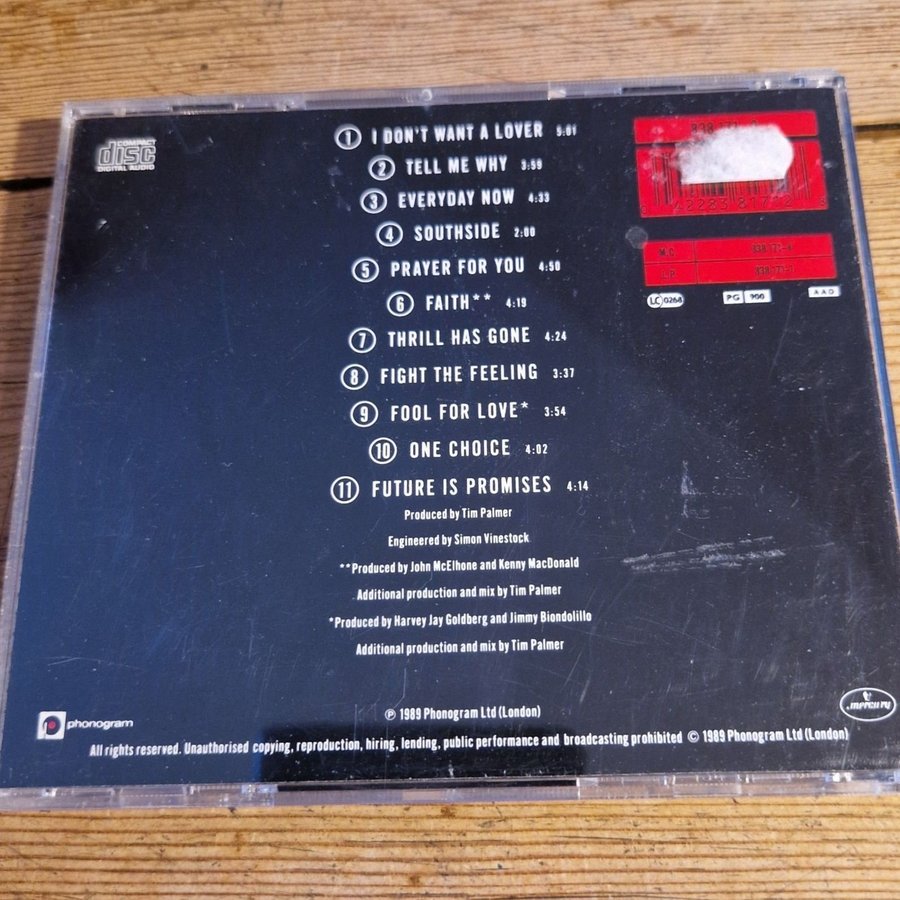 COMPACT
disc
DIGITAL AUDIO
1 I DON'T WANT A LOVER 5:01
2 TELL ME WHY 3:59
3 EVERYDAY NOW 4:33
4 SOUTHSIDE 2:00
5 PRAYER FOR YOU 4:50
6 FAITH** 4:19
7 THRILL HAS GONE 4:24
8 FIGHT THE FEELING 3:37
9 FOOL FOR LOVE* 3:54
10 ONE CHOICE 4:02
11 FUTURE IS PROMISES 4:14
Produced by Tim Palmer
Engineered by Simon Vinestock
**Produced by John McElhone and Kenny MacDonald
Additional production and mix by Tim Palmer
*Produced by Harvey Jay Goldberg and Jimmy Biondolillo
Additional production and mix by Tim Palmer
℗ 1989 Phonogram Ltd (London)
All rights reserved. Unauthorised copying, reproduction, hiring, lending, public performance and broadcasting prohibited © 1989 Phonogram Ltd (London)
phonogram
mercury
M.C.
L.P.
LC 0268
PG 900
AAD